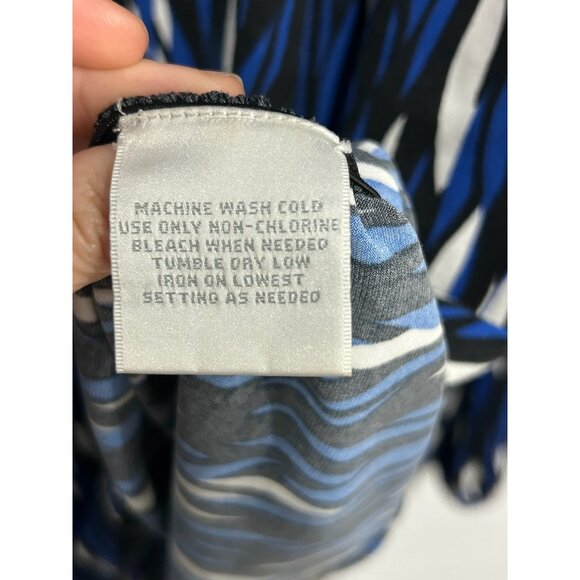 MACHINE WASH COLD
USE ONLY NON-CHLORINE
BLEACH WHEN NEEDED
TUMBLE DRY LOW
IRON ON LOWEST
SETTING AS NEEDED